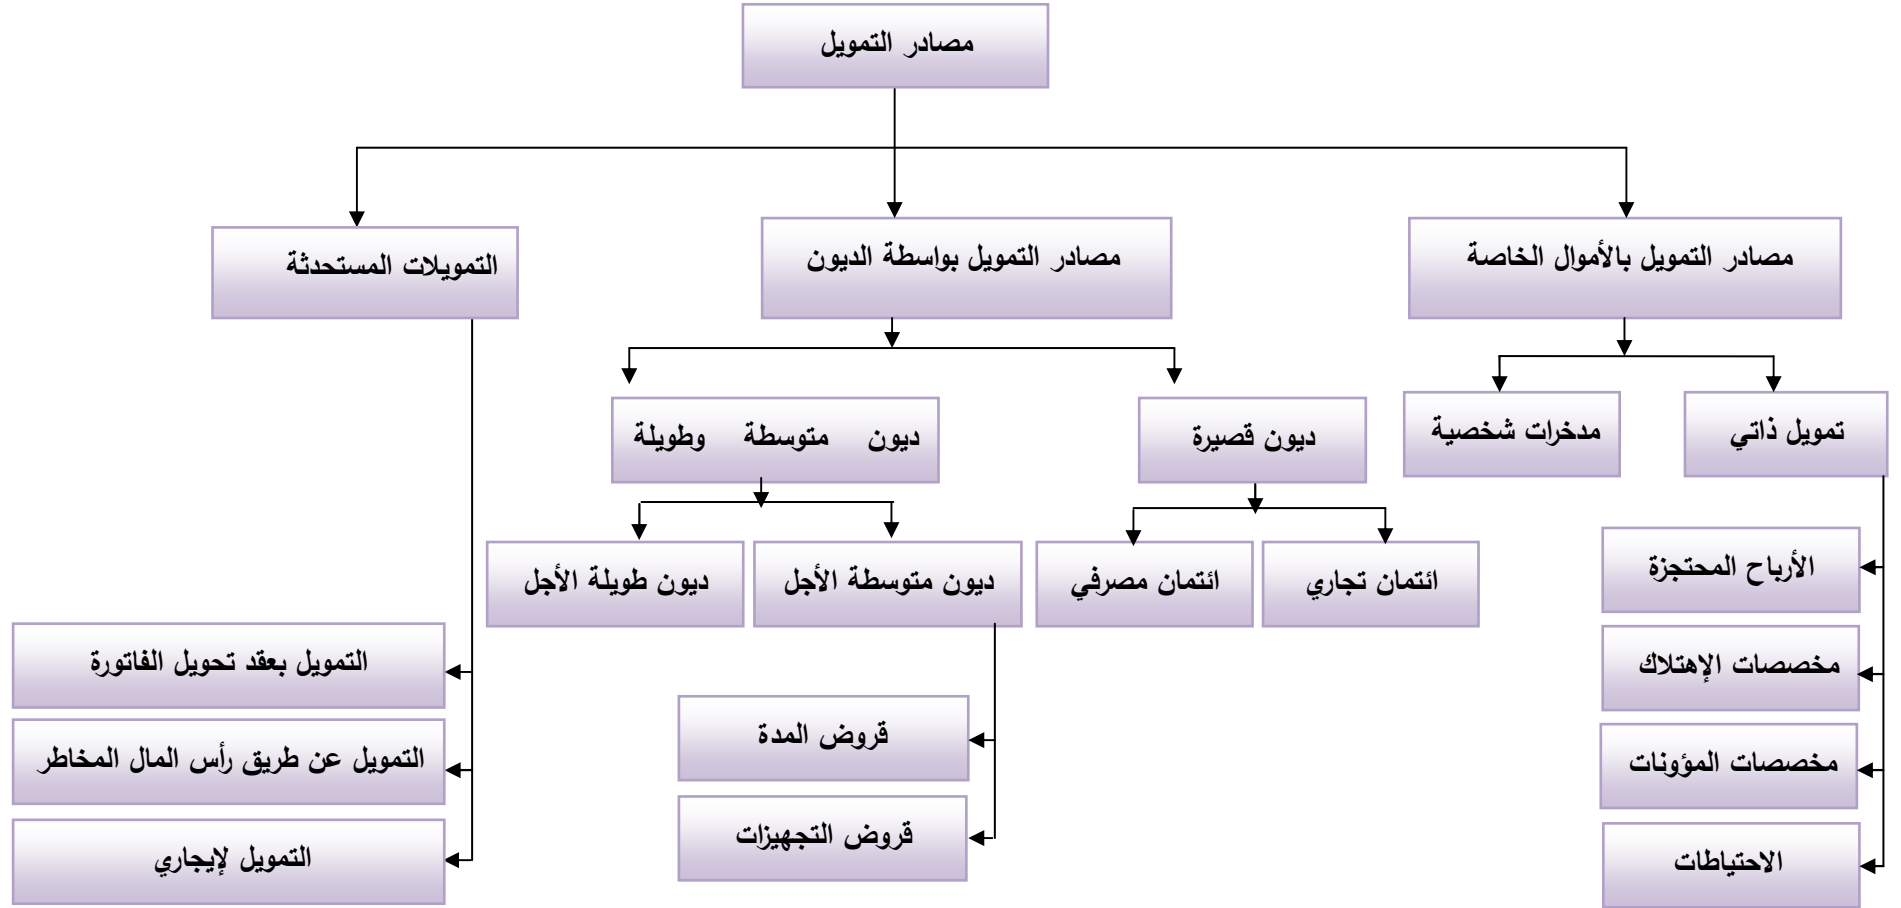 مصادر التمويل
مصادر التمويل بالأموال الخاصة
مصادر التمويل بواسطة الديون
التمويلات المستحدثة
تمويل ذاتي
مدخرات شخصية
ديون قصيرة
ديون متوسطة وطويلة
الأرباح المحتجزة
مخصصات الإهتلاك
مخصصات المؤونات
الاحتياطات
ائتمان تجاري
ائتمان مصرفي
ديون متوسطة الأجل
ديون طويلة الأجل
قروض المدة
قروض التجهيزات
التمويل بعقد تحويل الفاتورة
التمويل عن طريق رأس المال المخاطر
التمويل لإيجاري